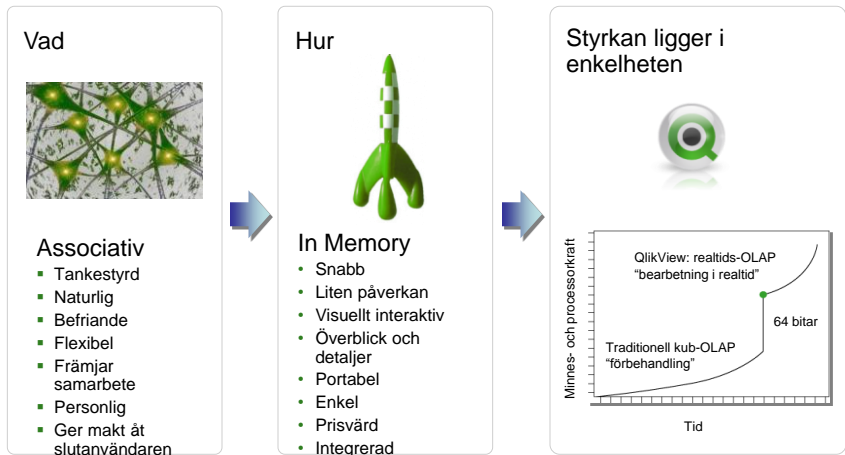 Vad
Associativ
Tankestyrd
Naturlig
Befriande
Flexibel
Främjar
samarbete
Personlig
Ger makt åt
slutanvändaren
Hur
In Memory
Snabb
Liten påverkan
Visuellt interaktiv
Överblick och
detaljer
Portabel
Enkel
Prisvärd
Integrerad
Styrkan ligger i
enkelheten
Minnes- och processorkraft
QlikView: realtids-OLAP
“bearbetning i realtid”
64 bitar
Traditionell kub-OLAP
“förbehandling”
Tid